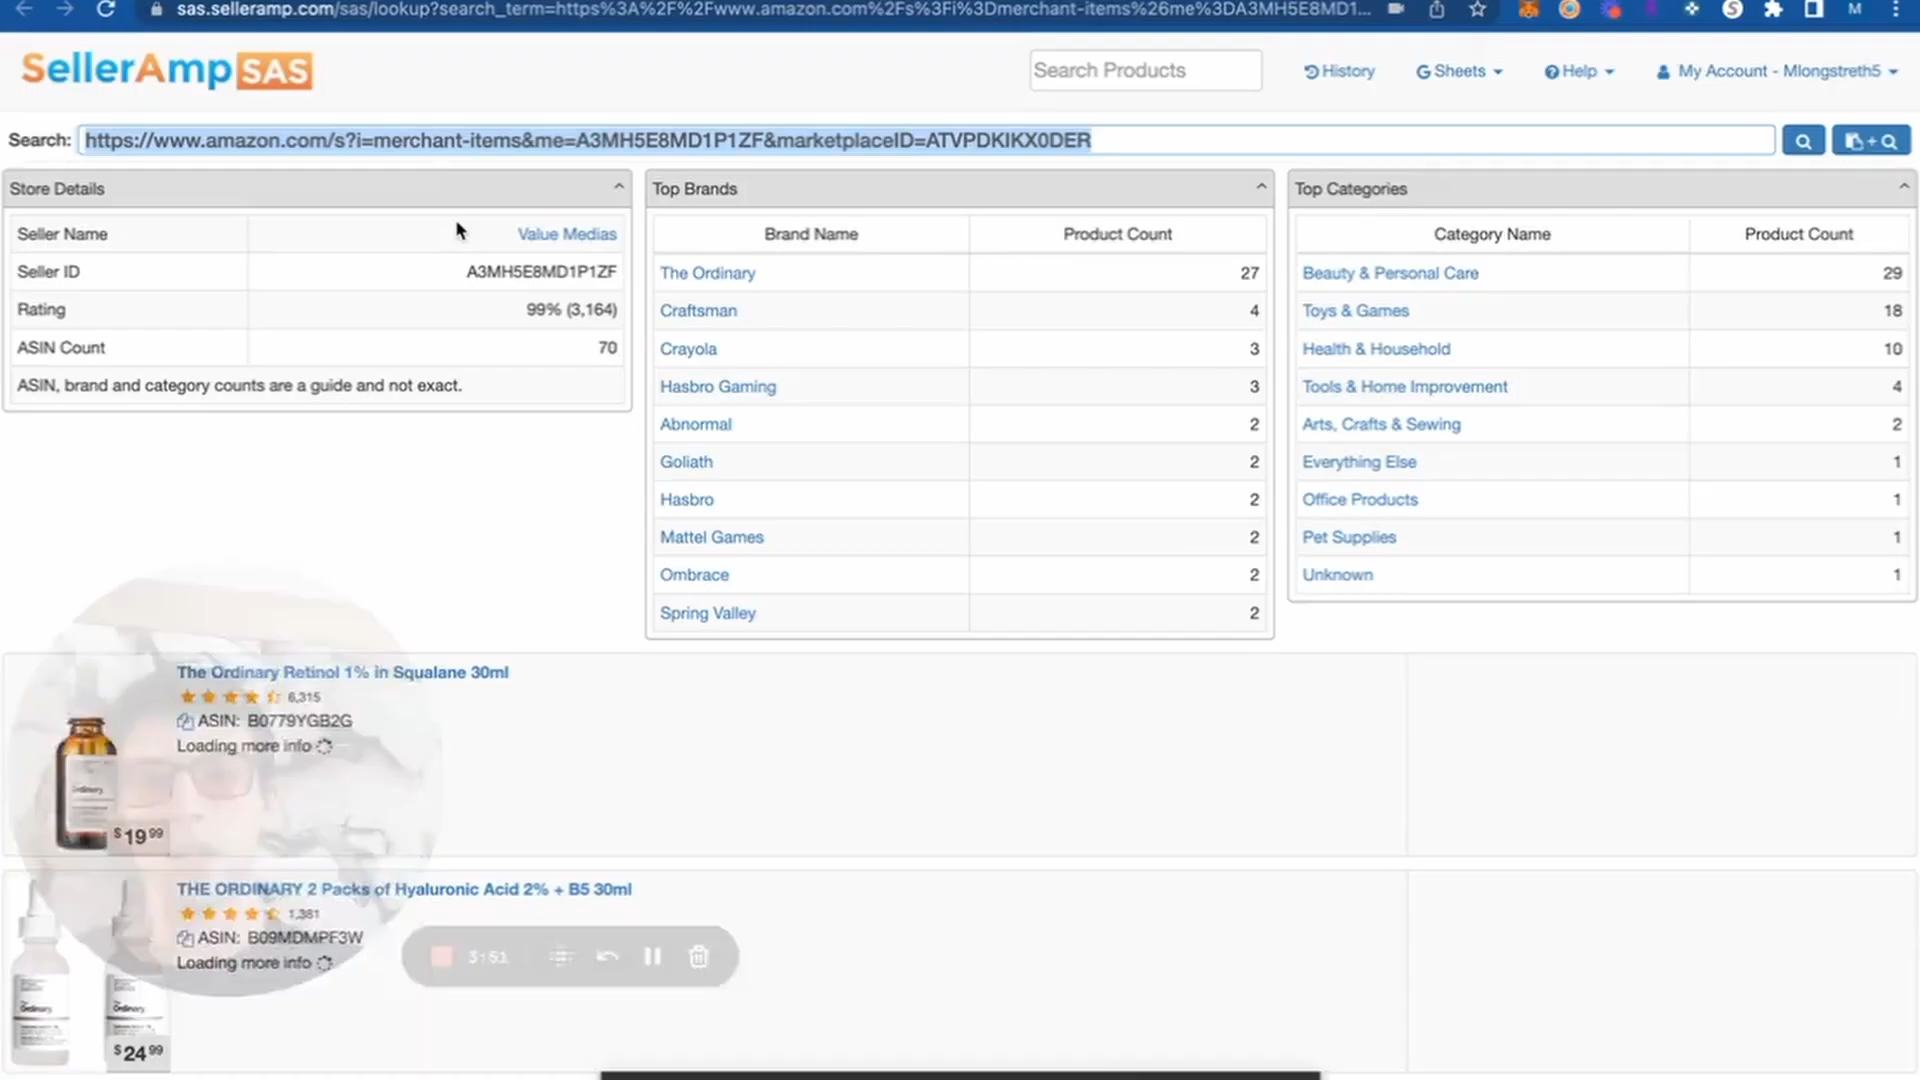 sas.selleramp.com/sas/lookup?search_term=https%3A%2F%2Fwww.amazon.com%2Fs%3Fi%3Dmerchant-items%26me%3DA3MH5E8MD1...
S
M
SellerAmp SAS
Search Products
History
Sheets
Help
My Account - Mlongstreth5
Search: https://www.amazon.com/s?i=merchant-items&me=A3MH5E8MD1P1ZF&marketplaceID=ATVPDKIKX0DER
Store Details
Seller Name Value Medias
Seller ID A3MH5E8MD1P1ZF
Rating 99% (3,164)
ASIN Count 70
ASIN, brand and category counts are a guide and not exact.
Top Brands
Brand Name Product Count
The Ordinary 27
Craftsman 4
Crayola 3
Hasbro Gaming 3
Abnormal 2
Goliath 2
Hasbro 2
Mattel Games 2
Ombrace 2
Spring Valley 2
Top Categories
Category Name Product Count
Beauty & Personal Care 29
Toys & Games 18
Health & Household 10
Tools & Home Improvement 4
Arts, Crafts & Sewing 2
Everything Else 1
Office Products 1
Pet Supplies 1
Unknown 1
The Ordinary Retinol 1% in Squalane 30ml
6,315
ASIN: B0779YGB2G
Loading more info
Ordinary.
$19.99
THE ORDINARY 2 Packs of Hyaluronic Acid 2% + B5 30ml
1,381
ASIN: B09MDMPF3W
Loading more info
3:51
Ordinary.
Ordinary.
$24.99